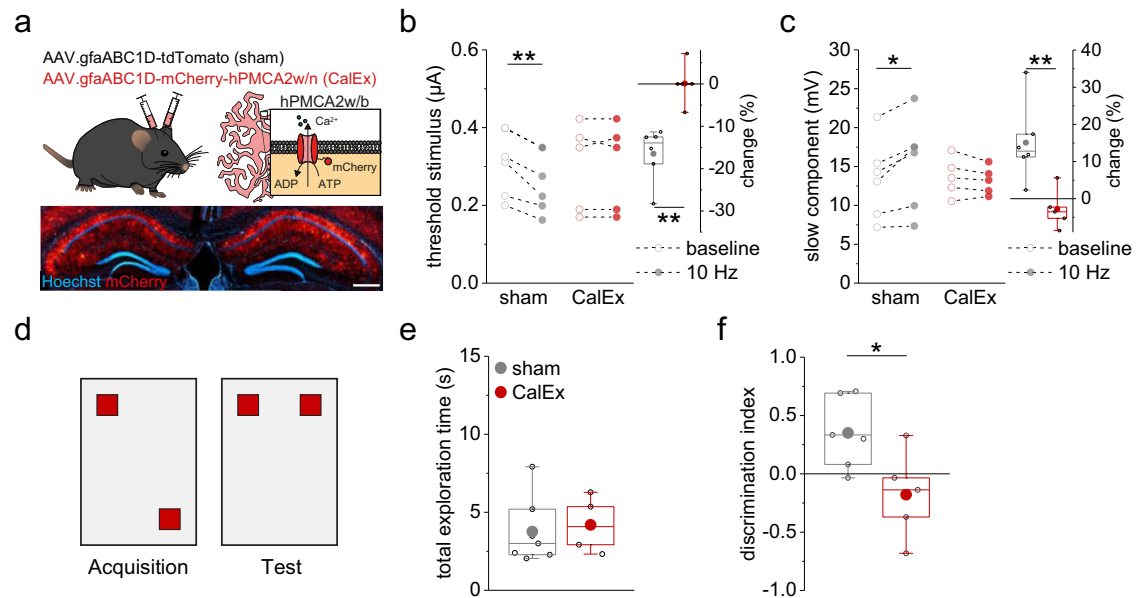 a
AAV.gfaABC1D-tdTomato (sham)
AAV.gfaABC1D-mCherry-hPMCA2w/n (CalEx)
hPMCA2w/b
Ca²⁺
mCherry
ADP
ATP
Hoechst mCherry
b
threshold stimulus (µA)
0.6
0.4
0.2
0.0
**
sham
CalEx
0
-10
-20
-30
change (%)
**
baseline
10 Hz
c
slow component (mV)
30
25
20
15
10
5
0
*
sham
CalEx
**
40
30
20
10
0
change (%)
baseline
10 Hz
d
Acquisition
Test
e
total exploration time (s)
15
10
5
0
sham
CalEx
f
discrimination index
1.0
0.5
0.0
-0.5
-1.0
*